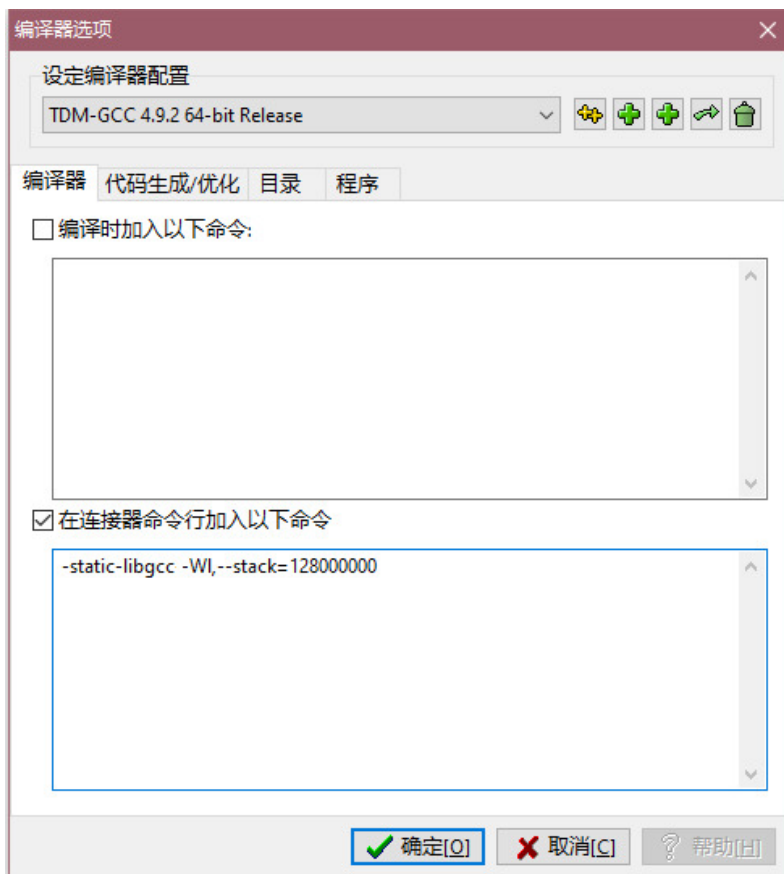 编译器选项
设定编译器配置
TDM-GCC 4.9.2 64-bit Release
编译器 代码生成/优化 目录 程序
编译时加入以下命令:
在连接器命令行加入以下命令
-static-libgcc -Wl,--stack=128000000
确定[O] 取消[C] 帮助[H]